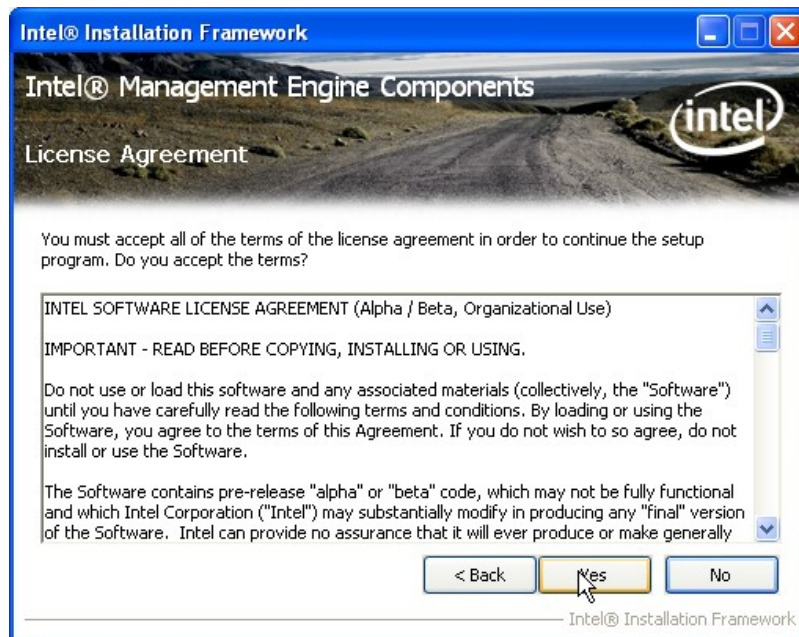 Intel® Installation Framework
Intel® Management Engine Components
intel
License Agreement
You must accept all of the terms of the license agreement in order to continue the setup
program. Do you accept the terms?
INTEL SOFTWARE LICENSE AGREEMENT (Alpha / Beta, Organizational Use)
IMPORTANT - READ BEFORE COPYING, INSTALLING OR USING.
Do not use or load this software and any associated materials (collectively, the "Software")
until you have carefully read the following terms and conditions. By loading or using the
Software, you agree to the terms of this Agreement. If you do not wish to so agree, do not
install or use the Software.
The Software contains pre-release "alpha" or "beta" code, which may not be fully functional
and which Intel Corporation ("Intel") may substantially modify in producing any "final" version
of the Software.  Intel can provide no assurance that it will ever produce or make generally
< Back Yes No
Intel® Installation Framework